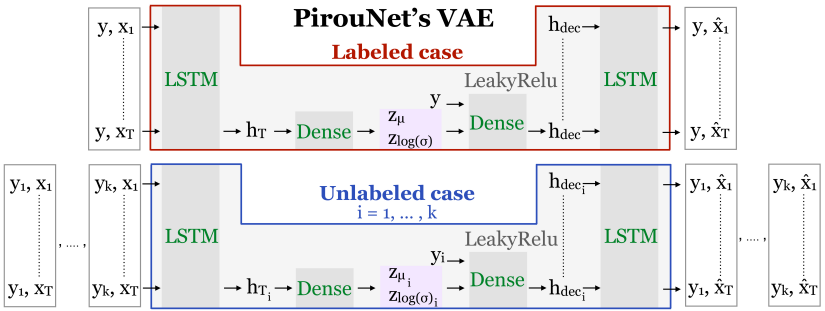 PirouNet's VAE
Labeled case
y, x₁
y, x_T
LSTM
h_T
Dense
z_μ
z_log(σ)
y
LeakyRelu
Dense
h_dec
h_dec
LSTM
y, x̂₁
y, x̂_T
Unlabeled case
i = 1, ... , k
y₁, x₁
y₁, x_T
, .... ,
y_k, x₁
y_k, x_T
LSTM
h_T_i
Dense
z_μ_i
z_log(σ)_i
y_i
LeakyRelu
Dense
h_dec_i
h_dec_i
LSTM
y₁, x̂₁
y₁, x̂_T
, .... ,
y_k, x̂₁
y_k, x̂_T